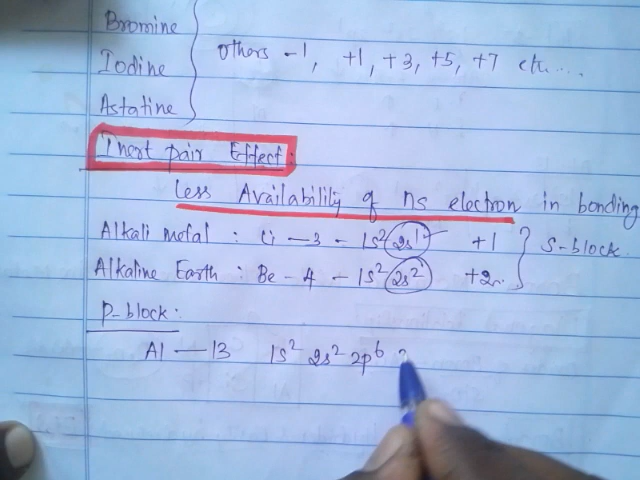 Bromine
Iodine
Astatine
Others -1, +1, +3, +5, +7 etc....
Inert pair Effect:
Less Availability of ns electron in bonding
Alkali metal : Li — 3 - 1s² 2s¹ +1
Alkaline Earth : Be - 4 - 1s² 2s² +2
S-block
P-block:
Al — 13 1s² 2s² 2p⁶